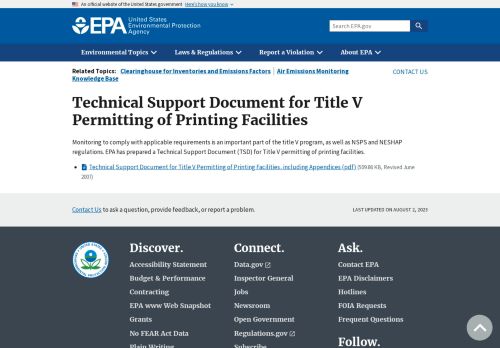 An official website of the United States government Here's how you know
EPA United States
Environmental Protection
Agency
Search EPA.gov
Environmental Topics Laws & Regulations Report a Violation About EPA
Related Topics: Clearinghouse for Inventories and Emissions Factors Air Emissions Monitoring
Knowledge Base
CONTACT US
Technical Support Document for Title V
Permitting of Printing Facilities
Monitoring to comply with applicable requirements is an important part of the title V program, as well as NSPS and NESHAP
regulations. EPA has prepared a Technical Support Document (TSD) for Title V permitting of printing facilities.
Technical Support Document for Title V Permitting of Printing facilities, including Appendices (pdf) KB, Revised June
Contact Us to ask a question, provide feedback, or report a problem.
LAST UPDATED ON AUGUST 2, 2023
Discover. Connect. Ask.
Accessibility Statement Data.gov Contact EPA
Budget & Performance Inspector General EPA Disclaimers
Contracting Jobs Hotlines
EPA www Web Snapshot Newsroom FOIA Requests
Grants Open Government Frequent Questions
No FEAR Act Data Regulations.gov
Follow.
Plain Writing Subscribe